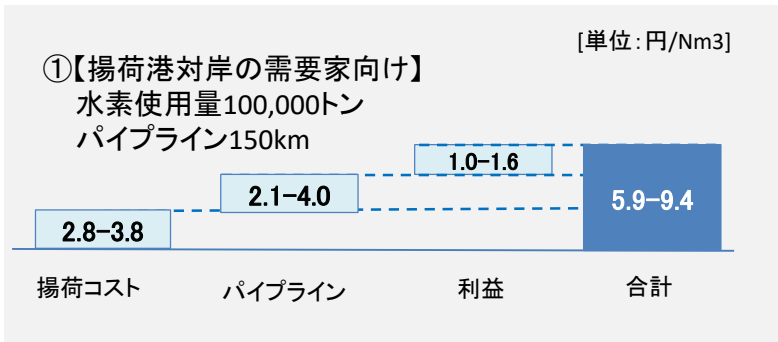 [単位:円/Nm3]
①【揚荷港対岸の需要家向け】
水素使用量100,000トン
パイプライン150km
1.0−1.6
2.1−4.0
5.9−9.4
2.8−3.8
揚荷コスト
パイプライン
利益
合計